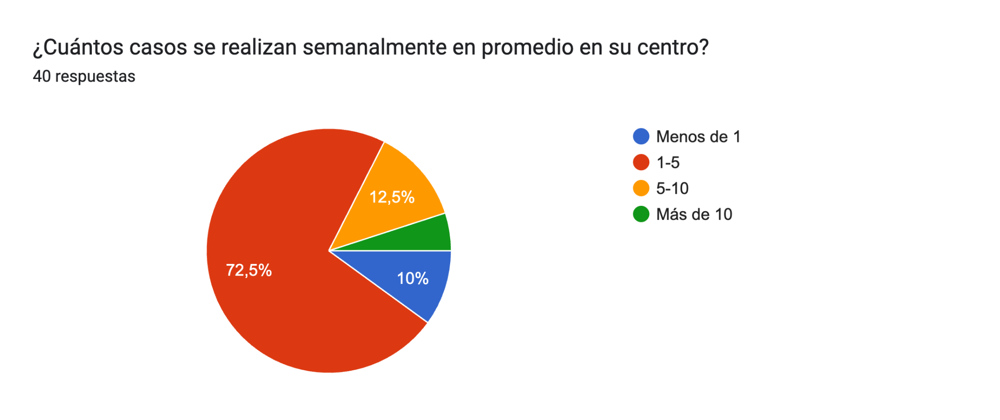 ¿Cuántos casos se realizan semanalmente en promedio en su centro?
40 respuestas
Menos de 1
1-5
5-10
Más de 10
12,5%
72,5%
10%